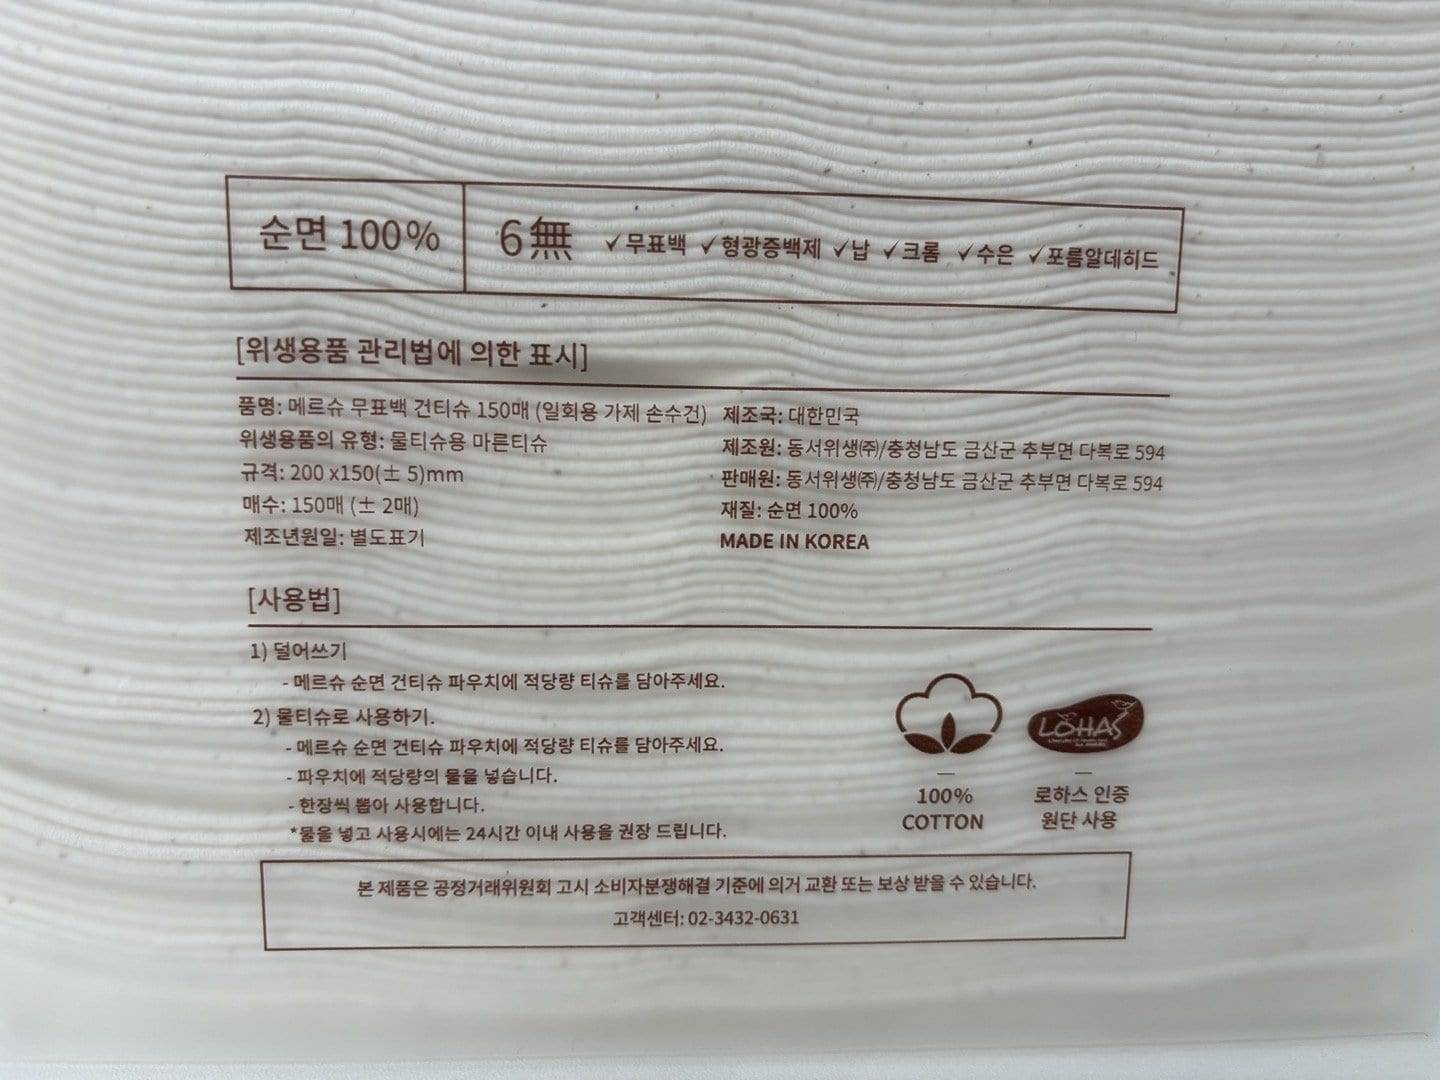 순면 100%
6無 ✓무표백 ✓형광증백제 ✓납 ✓크롬 ✓수은 ✓포름알데히드
[위생용품 관리법에 의한 표시]
품명: 메르슈 무표백 건티슈 150매 (일회용 가제 손수건)
위생용품의 유형: 물티슈용 마른티슈
규격: 200 x150(± 5)mm
매수: 150매 (± 2매)
제조년원일: 별도표기
제조국: 대한민국
제조원: 동서위생㈜/충청남도 금산군 추부면 다복로 594
판매원: 동서위생㈜/충청남도 금산군 추부면 다복로 594
재질: 순면 100%
MADE IN KOREA
[사용법]
1) 덜어쓰기
- 메르슈 순면 건티슈 파우치에 적당량 티슈를 담아주세요.
2) 물티슈로 사용하기.
- 메르슈 순면 건티슈 파우치에 적당량 티슈를 담아주세요.
- 파우치에 적당량의 물을 넣습니다.
- 한장씩 뽑아 사용합니다.
*물을 넣고 사용시에는 24시간 이내 사용을 권장 드립니다.
100%
COTTON
LOHAS
로하스 인증
원단 사용
본 제품은 공정거래위원회 고시 소비자분쟁해결 기준에 의거 교환 또는 보상 받을 수 있습니다.
고객센터: 02-3432-0631